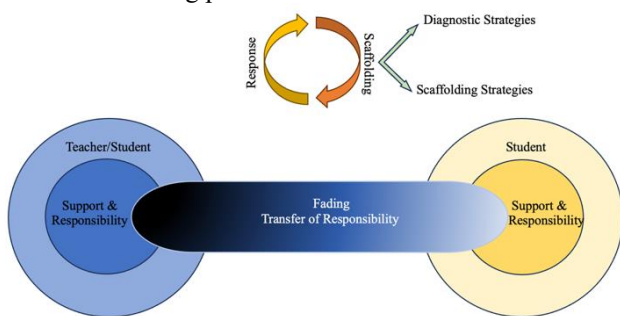 Diagnostic Strategies
Response
Scaffolding
Scaffolding Strategies
Teacher/Student
Student
Support &
Responsibility
Fading
Transfer of Responsibility
Support &
Responsibility